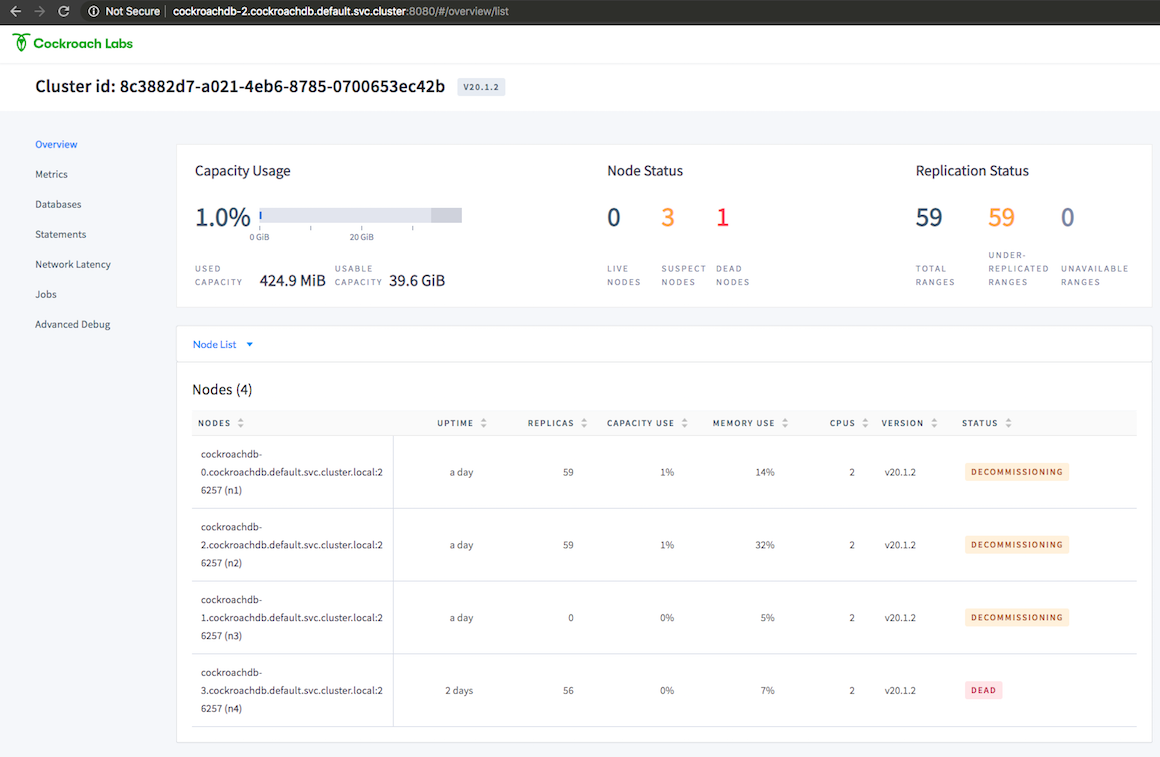 Not Secure cockroachdb-2.cockroachdb.default.svc.cluster:8080/#/overview/list
Cockroach Labs
Cluster id: 8c3882d7-a021-4eb6-8785-0700653ec42b V20.1.2
Overview
Metrics
Databases
Statements
Network Latency
Jobs
Advanced Debug
Capacity Usage
1.0%
0 GiB 20 GiB
USED CAPACITY 424.9 MiB USABLE CAPACITY 39.6 GiB
Node Status
0 3 1
LIVE NODES SUSPECT NODES DEAD NODES
Replication Status
59 59 0
TOTAL RANGES UNDER-REPLICATED RANGES UNAVAILABLE RANGES
Node List
Nodes (4)
NODES UPTIME REPLICAS CAPACITY USE MEMORY USE CPUS VERSION STATUS
cockroachdb-
0.cockroachdb.default.svc.cluster.local:2 a day 59 1% 14% 2 v20.1.2 DECOMMISSIONING
6257 (n1)
cockroachdb-
2.cockroachdb.default.svc.cluster.local:2 a day 59 1% 32% 2 v20.1.2 DECOMMISSIONING
6257 (n2)
cockroachdb-
1.cockroachdb.default.svc.cluster.local:2 a day 0 0% 5% 2 v20.1.2 DECOMMISSIONING
6257 (n3)
cockroachdb-
3.cockroachdb.default.svc.cluster.local:2 2 days 56 0% 7% 2 v20.1.2 DEAD
6257 (n4)